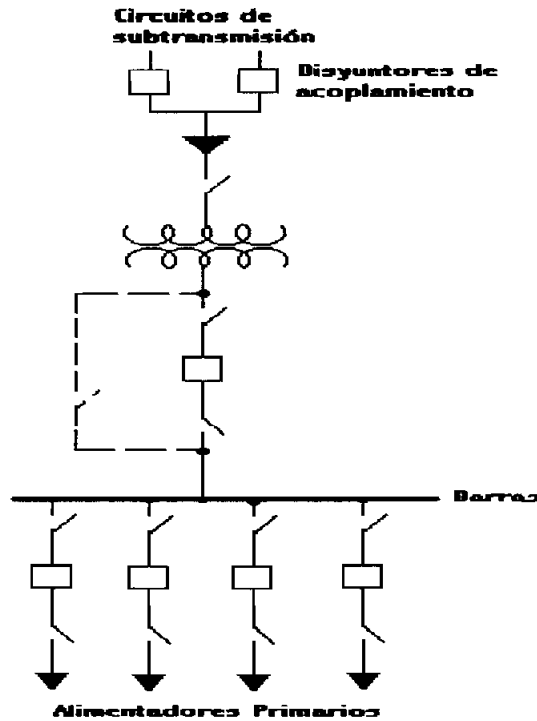 Circuitos de
subtransmisión
Disyuntores de
acoplamiento
Barras
Alimentadores Primarios